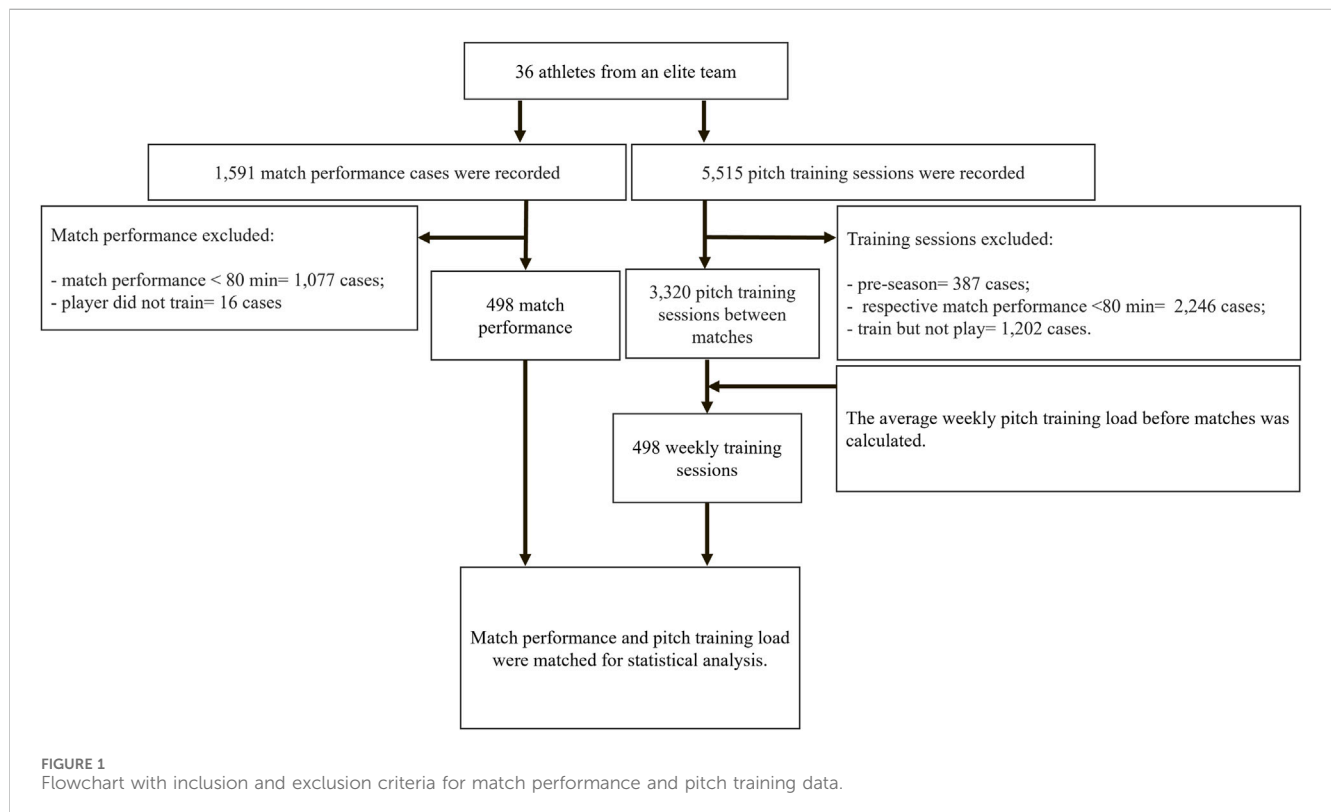 36 athletes from an elite team
1,591 match performance cases were recorded
5,515 pitch training sessions were recorded
Match performance excluded:
- match performance < 80 min= 1,077 cases;
- player did not train= 16 cases
498 match
performance
3,320 pitch training
sessions between
matches
Training sessions excluded:
- pre-season= 387 cases;
- respective match performance <80 min= 2,246 cases;
- train but not play= 1,202 cases.
The average weekly pitch training load before matches was
calculated.
498 weekly training
sessions
Match performance and pitch training load
were matched for statistical analysis.
FIGURE 1
Flowchart with inclusion and exclusion criteria for match performance and pitch training data.